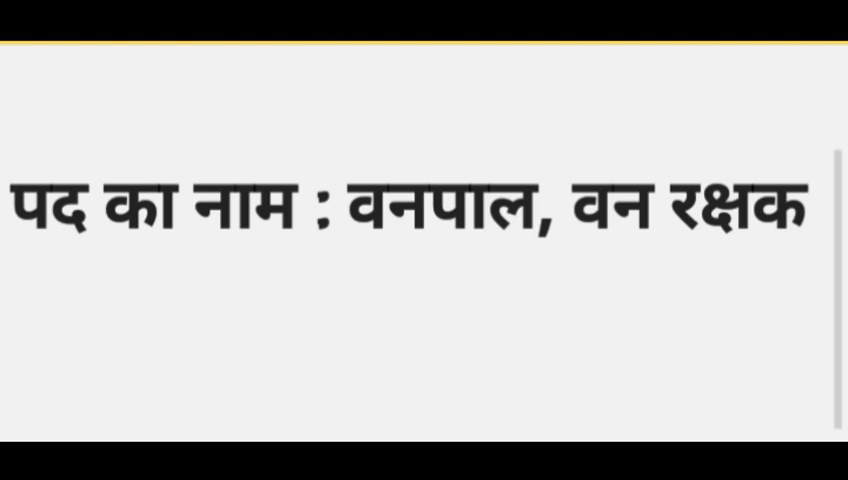 पद का नाम : वनपाल, वन रक्षक